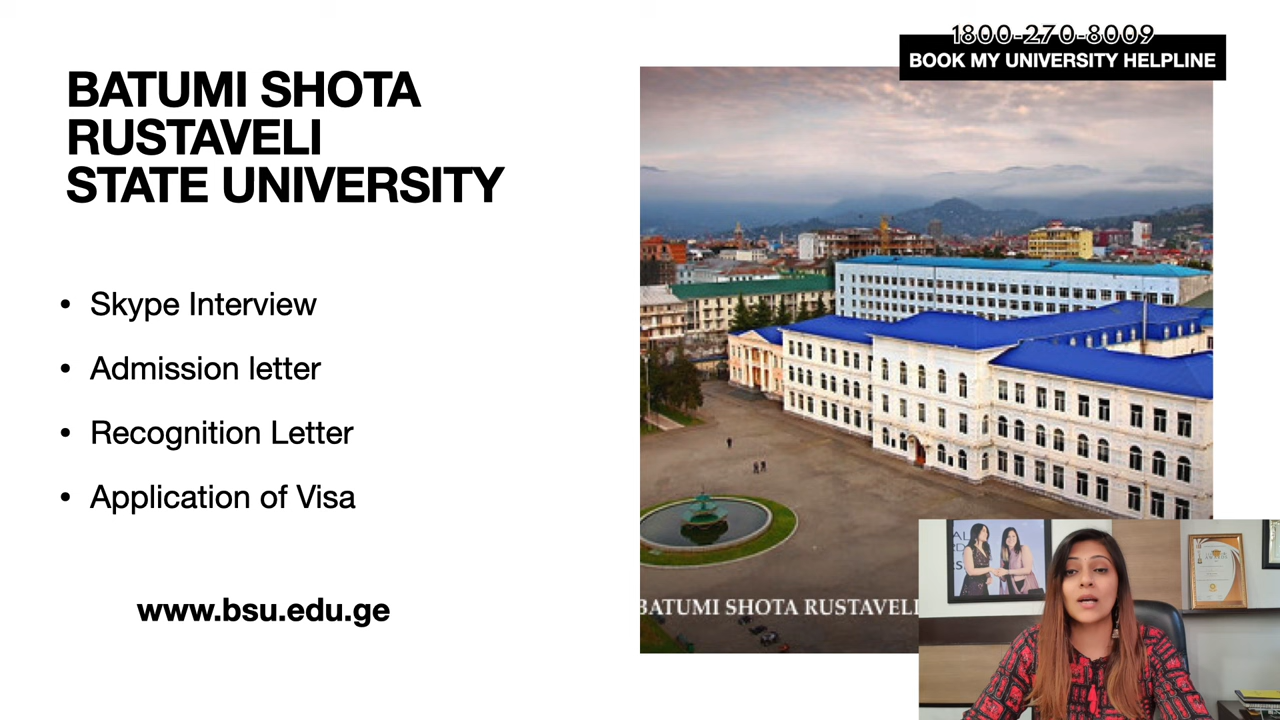 1800-270-8009
BOOK MY UNIVERSITY HELPLINE
BATUMI SHOTA
RUSTAVELI
STATE UNIVERSITY
• Skype Interview
• Admission letter
• Recognition Letter
• Application of Visa
www.bsu.edu.ge
BATUMI SHOTA RUSTAVELI